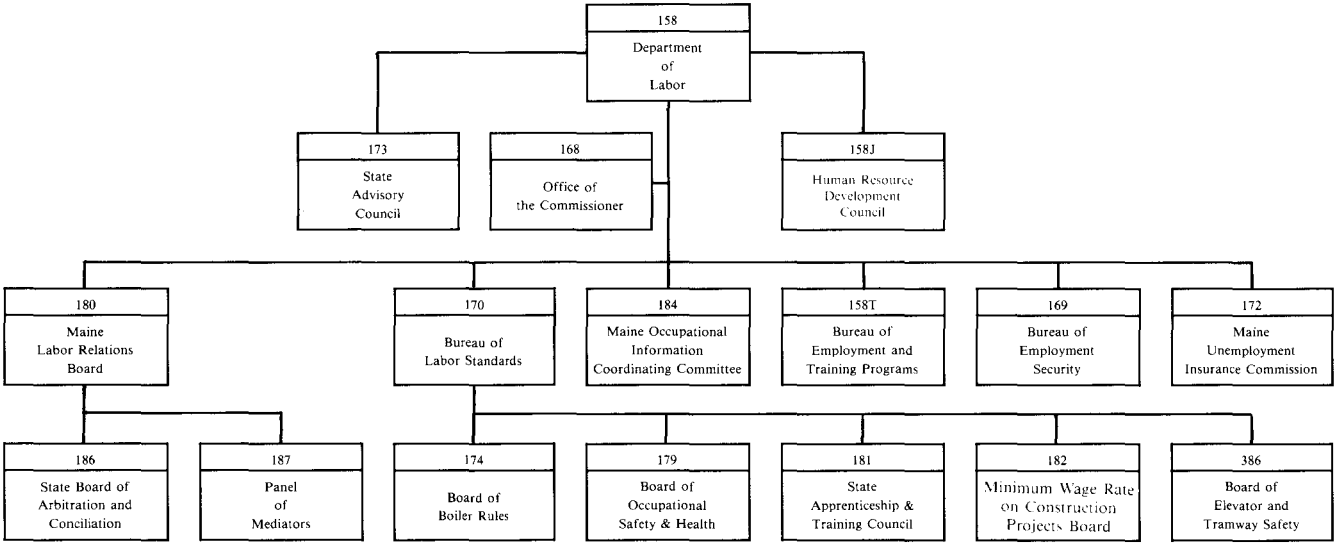 158
Department
of
Labor
173
State
Advisory
Council
168
Office of
the Commissioner
158J
Human Resource
Development
Council
180
Maine
Labor Relations
Board
170
Bureau of
Labor Standards
184
Maine Occupational
Information
Coordinating Committee
158T
Bureau of
Employment and
Training Programs
169
Bureau of
Employment
Security
172
Maine
Unemployment
Insurance Commission
186
State Board of
Arbitration and
Conciliation
187
Panel
of
Mediators
174
Board of
Boiler Rules
179
Board of
Occupational
Safety & Health
181
State
Apprenticeship &
Training Council
182
Minimum Wage Rate
on Construction
Projects Board
386
Board of
Elevator and
Tramway Safety